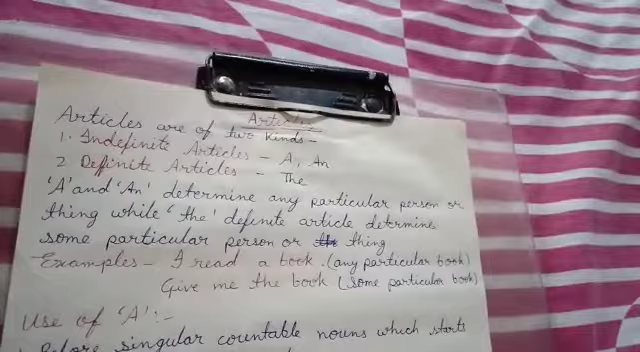 Articles are of two kinds -
1. Indefinite Articles - A, An
2 Definite Articles - The
'A' and 'An' determine any particular person or
thing while 'the' definite article determine
some particular person or thing
Examples - I read a book. (any particular book)
Give me the book (some particular book)
Use of 'A' :-
Before singular countable nouns which starts